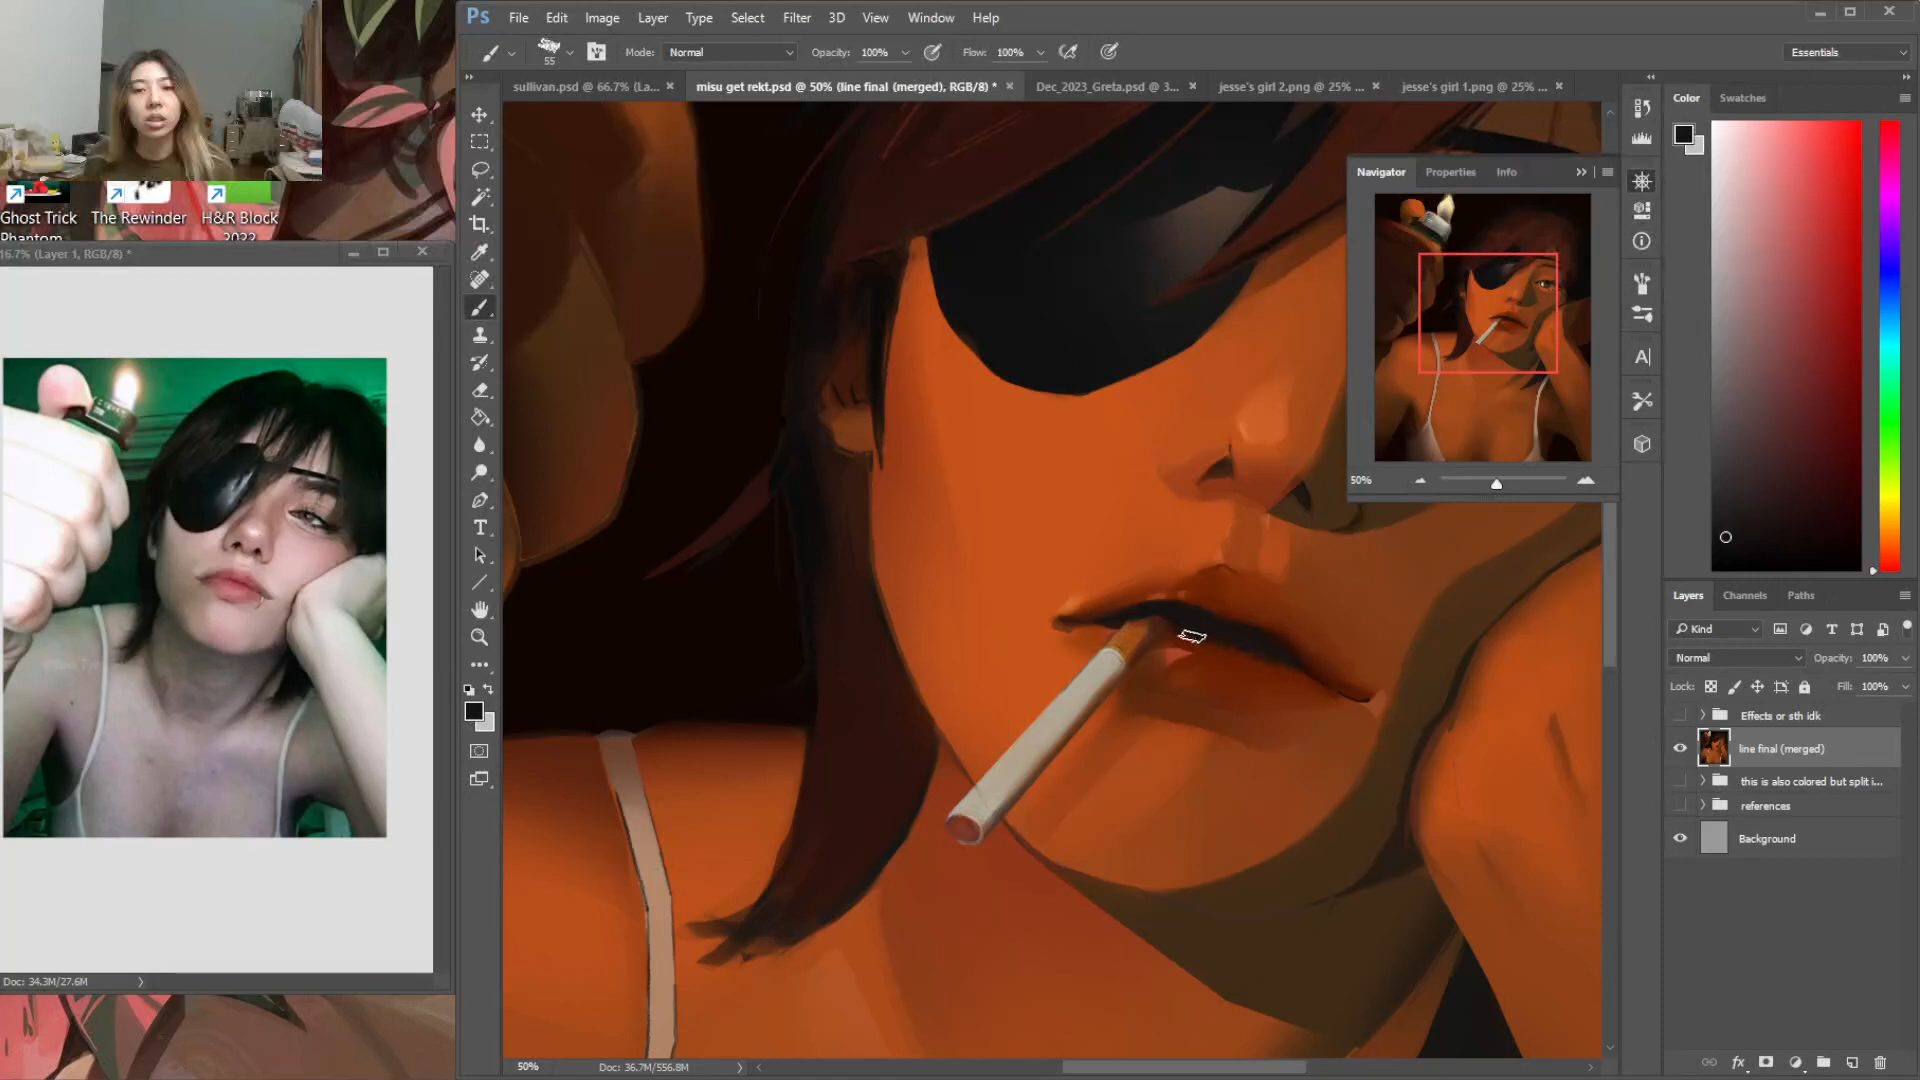 Ps File Edit Image Layer Type Select Filter 3D View Window Help
55 Mode: Normal Opacity: 100% Flow: 100% Essentials
sullivan.psd @ 66.7% (La... × misu get rekt.psd @ 50% (line final (merged), RGB/8) * × Dec_2023_Greta.psd @ 3... × jesse's girl 2.png @ 25% ... × jesse's girl 1.png @ 25% ... ×
Color Swatches
Navigator Properties Info
50%
Ghost Trick The Rewinder H&R Block
Phantom 2022
16.7% (Layer 1, RGB/8) *
Doc: 34.3M/27.6M
Layers Channels Paths
Kind
Normal Opacity: 100%
Lock: Fill: 100%
Effects or sth idk
line final (merged)
this is also colored but split i...
references
Background
50% Doc: 36.7M/556.8M